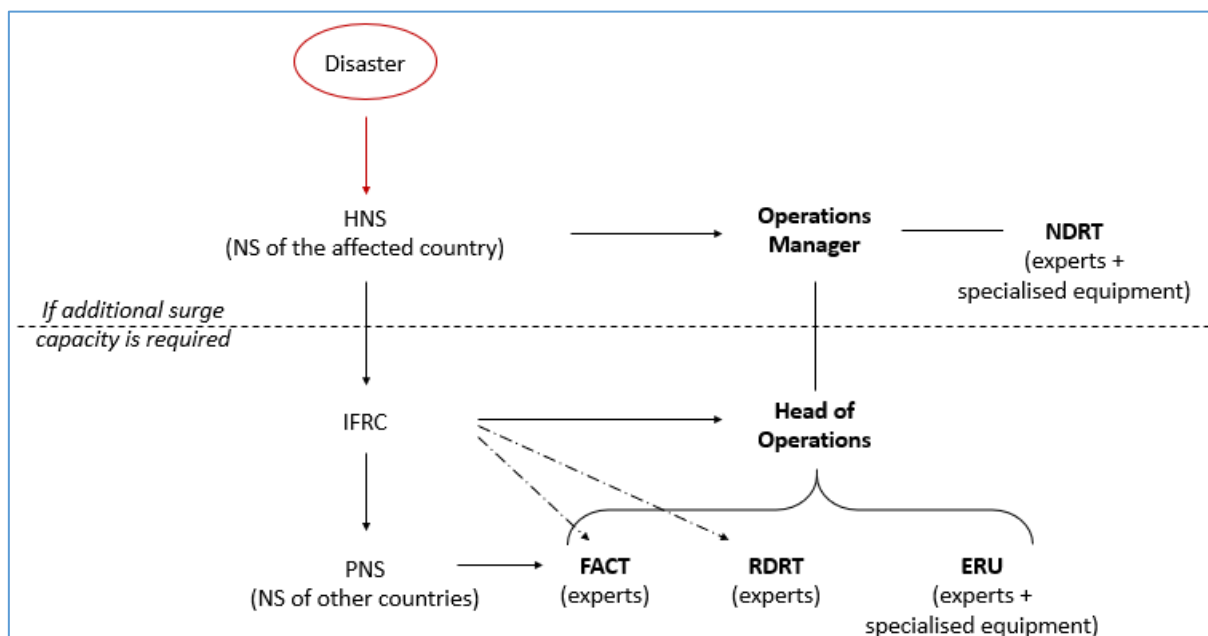 Disaster
HNS
(NS of the affected country)
Operations
Manager
NDRT
(experts +
specialised equipment)
If additional surge
capacity is required
IFRC
Head of
Operations
PNS
(NS of other countries)
FACT
(experts)
RDRT
(experts)
ERU
(experts +
specialised equipment)